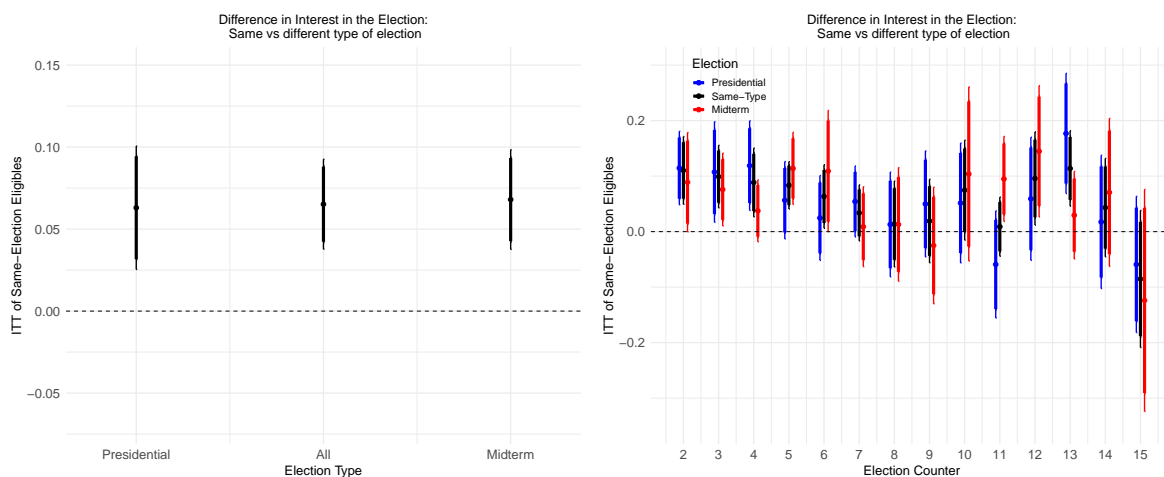 Difference in Interest in the Election:
Same vs different type of election
ITT of Same−Election Eligibles
0.15
0.10
0.05
0.00
−0.05
Presidential
All
Midterm
Election Type
Difference in Interest in the Election:
Same vs different type of election
ITT of Same−Election Eligibles
Election
Presidential
Same−Type
Midterm
0.2
0.0
−0.2
2 3 4 5 6 7 8 9 10 11 12 13 14 15
Election Counter